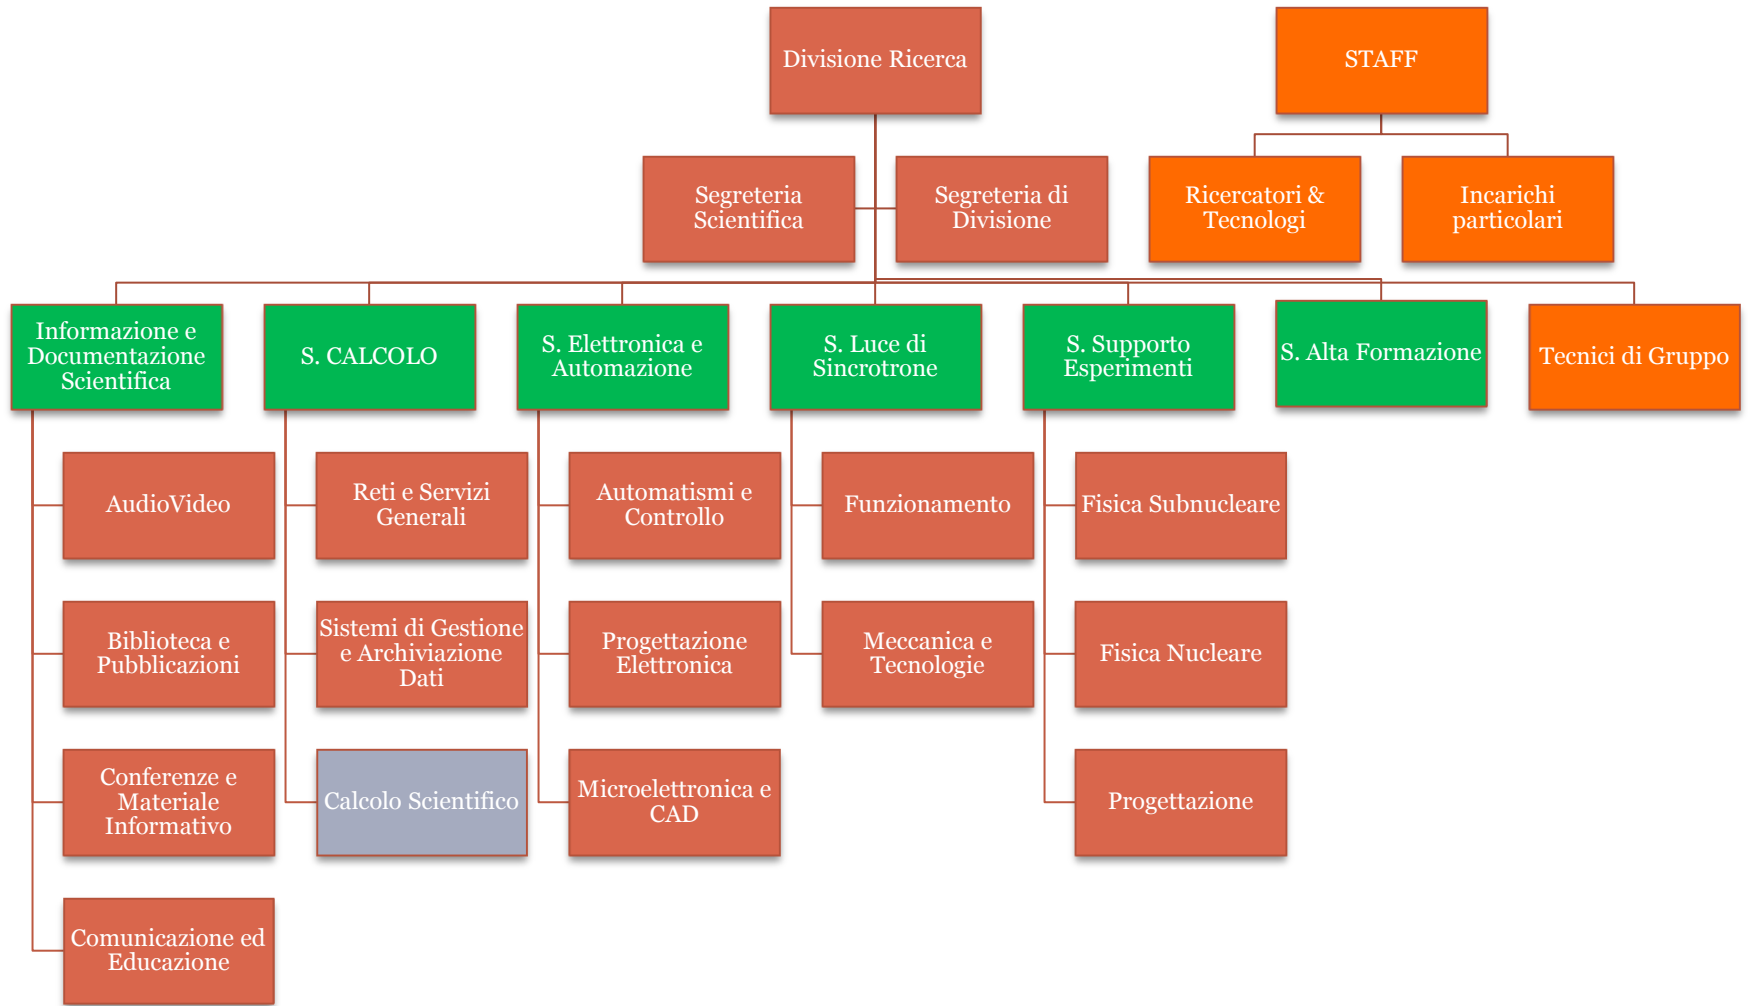 Divisione Ricerca
STAFF
Segreteria
Scientifica
Segreteria di
Divisione
Ricercatori &
Tecnologi
Incarichi
particolari
Informazione e
Documentazione
Scientifica
S. CALCOLO
S. Elettronica e
Automazione
S. Luce di
Sincrotrone
S. Supporto
Esperimenti
S. Alta Formazione
Tecnici di Gruppo
AudioVideo
Reti e Servizi
Generali
Automatismi e
Controllo
Funzionamento
Fisica Subnucleare
Biblioteca e
Pubblicazioni
Sistemi di Gestione
e Archiviazione
Dati
Progettazione
Elettronica
Meccanica e
Tecnologie
Fisica Nucleare
Conferenze e
Materiale
Informativo
Calcolo Scientifico
Microelettronica e
CAD
Progettazione
Comunicazione ed
Educazione